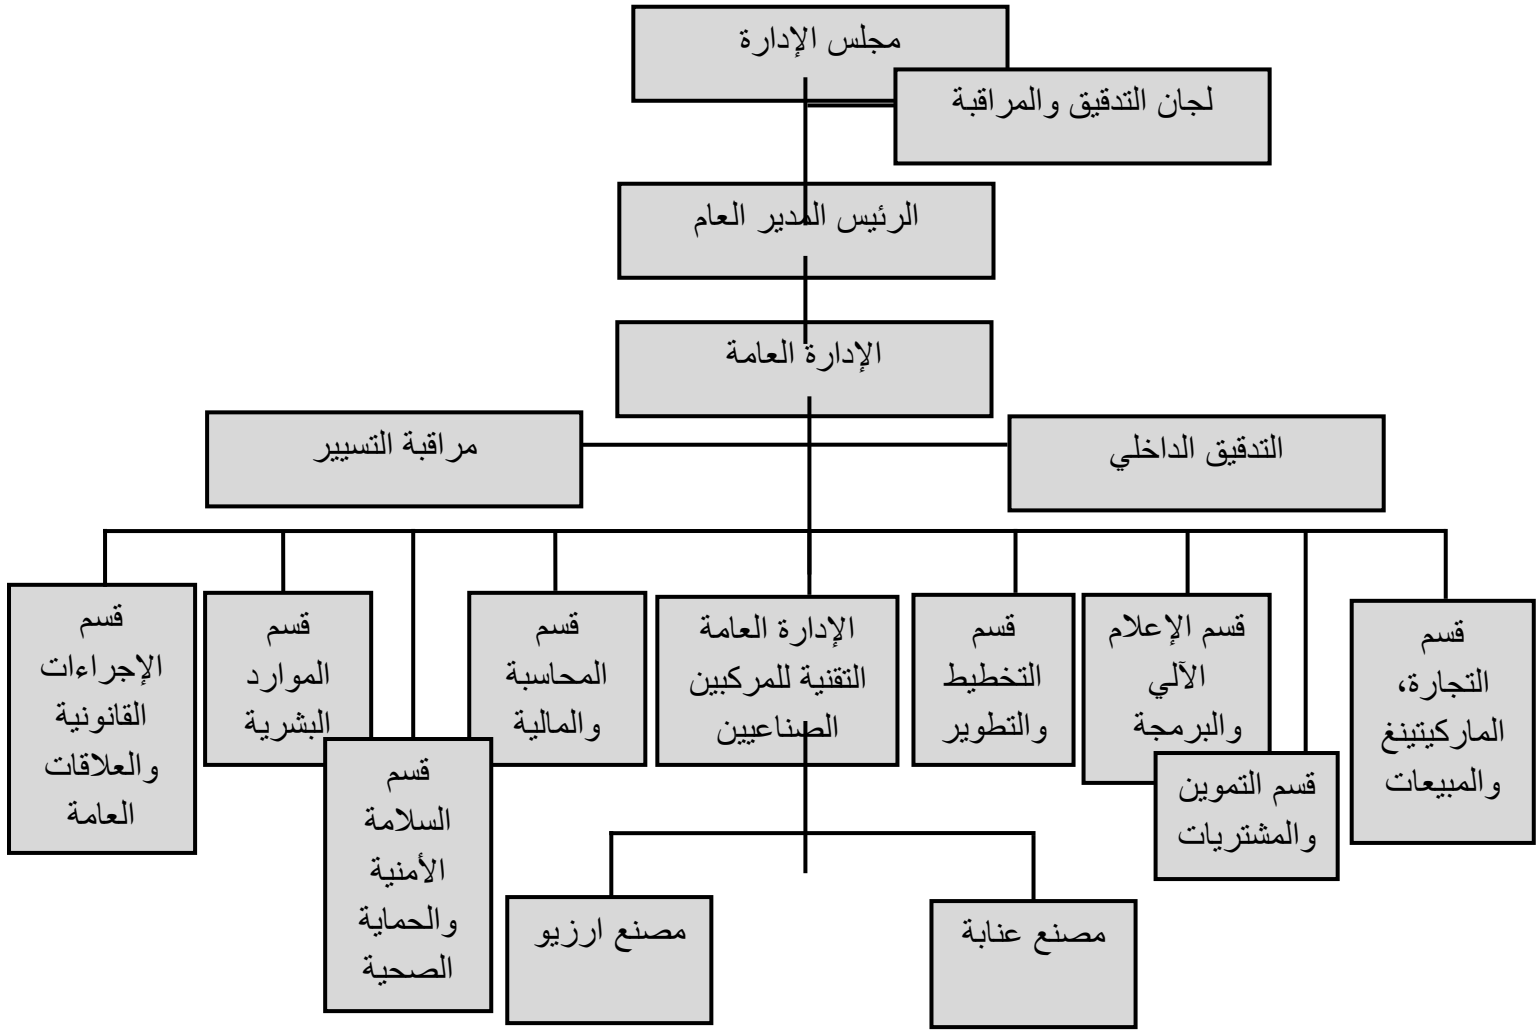 مجلس الإدارة
لجان التدقيق والمراقبة
الرئيس المدير العام
الإدارة العامة
التدقيق الداخلي
مراقبة التسيير
قسم
التجارة،
الماركيتينغ
والمبيعات
قسم التموين
والمشتريات
قسم الإعلام
الآلي
والبرمجة
قسم
التخطيط
والتطوير
الإدارة العامة
التقنية للمركبين
الصناعيين
قسم
المحاسبة
والمالية
قسم
السلامة
الأمنية
والحماية
الصحية
قسم
الموارد
البشرية
قسم
الإجراءات
القانونية
والعلاقات
العامة
مصنع عنابة
مصنع ارزيو